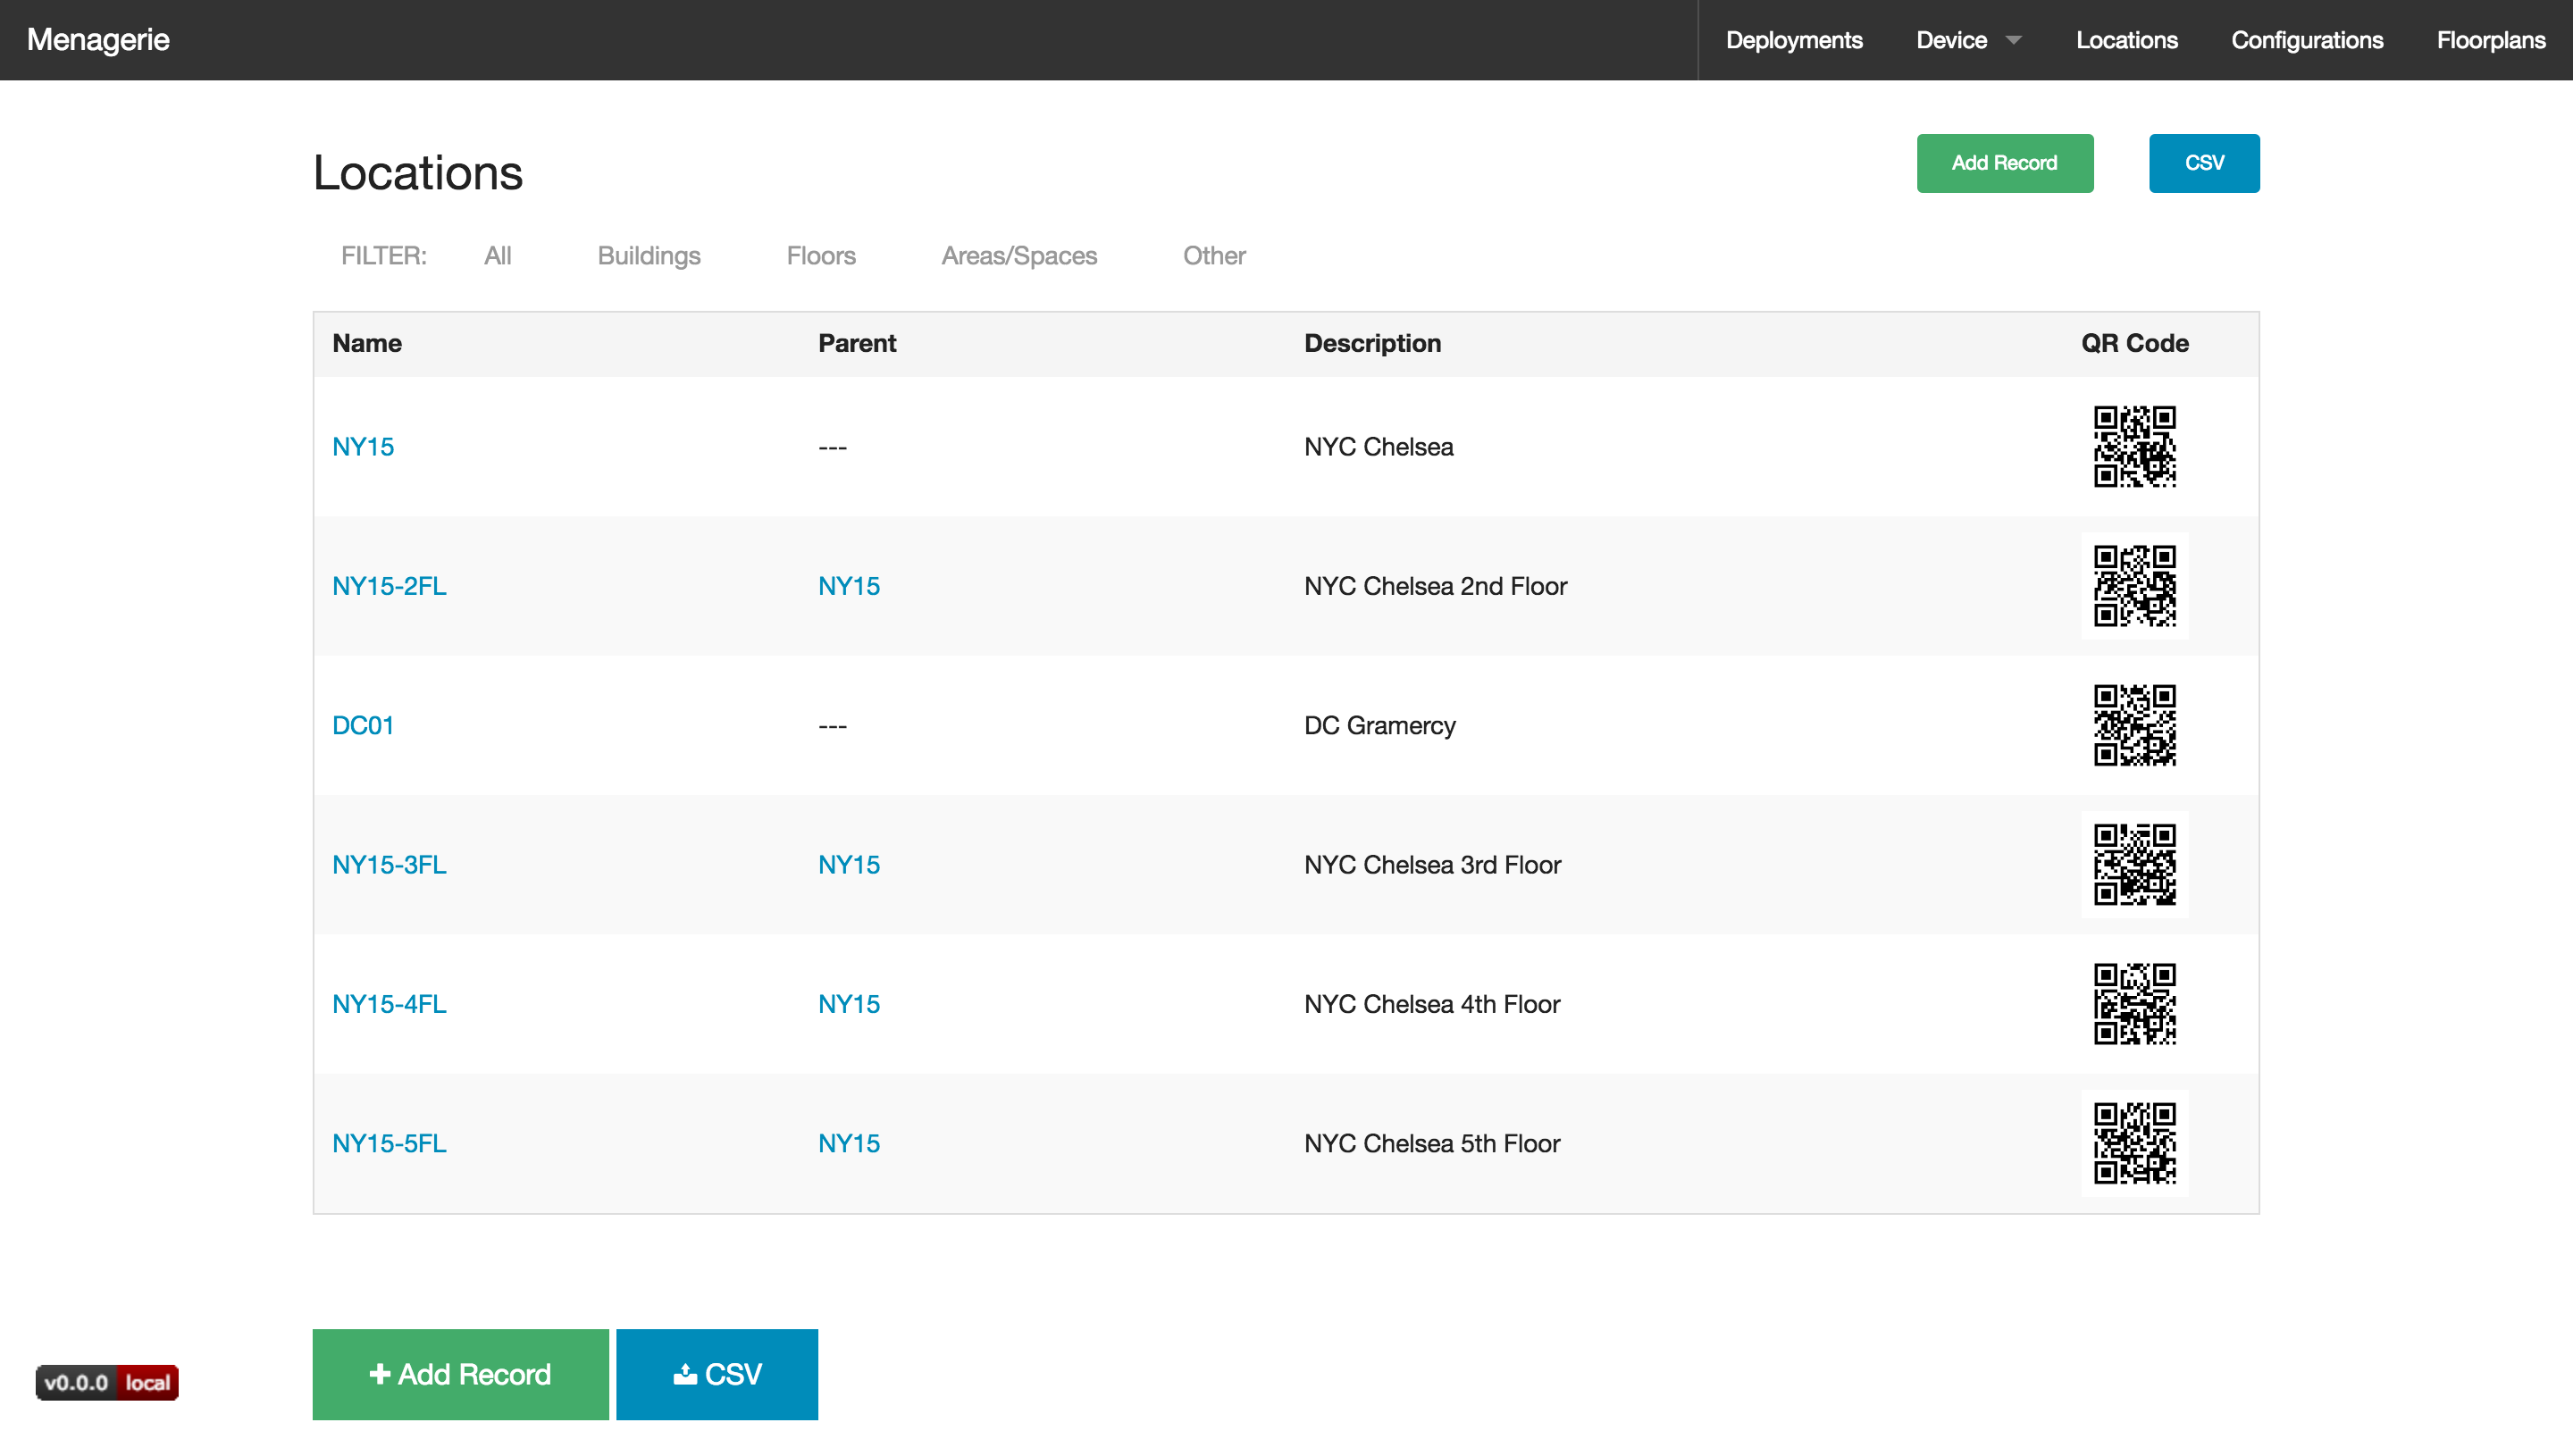 Menagerie Deployments Device Locations Configurations Floorplans
Locations Add Record CSV
FILTER: All Buildings Floors Areas/Spaces Other
Name Parent Description QR Code
NY15 --- NYC Chelsea
NY15-2FL NY15 NYC Chelsea 2nd Floor
DC01 --- DC Gramercy
NY15-3FL NY15 NYC Chelsea 3rd Floor
NY15-4FL NY15 NYC Chelsea 4th Floor
NY15-5FL NY15 NYC Chelsea 5th Floor
Add Record CSV
v0.0.0 local